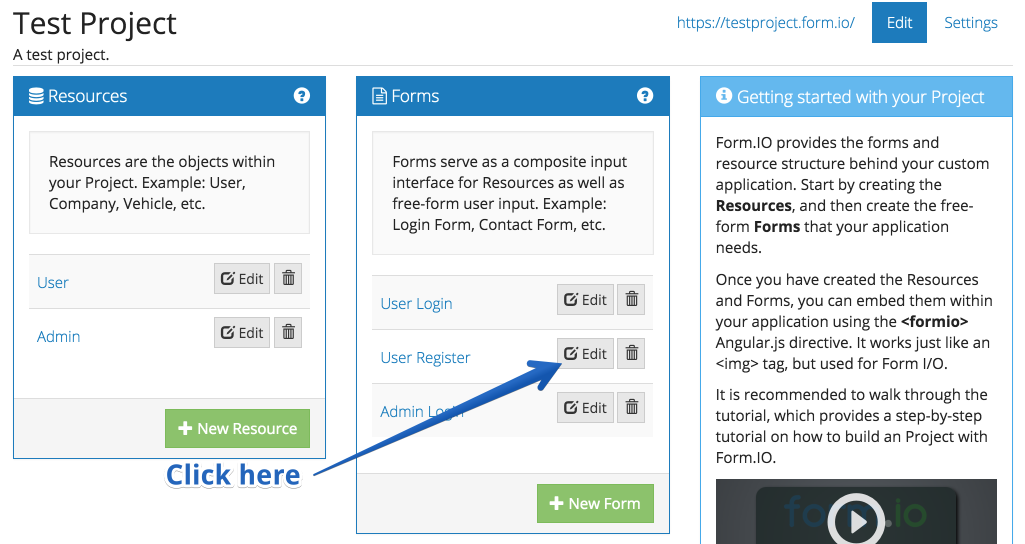 Test Project
https://testproject.form.io/
Edit
Settings
A test project.
Resources
Resources are the objects within
your Project. Example: User,
Company, Vehicle, etc.
User
Edit
Admin
Edit
New Resource
Forms
Forms serve as a composite input
interface for Resources as well as
free-form user input. Example:
Login Form, Contact Form, etc.
User Login
Edit
User Register
Edit
Admin Login
Edit
New Form
Click here
Getting started with your Project
Form.IO provides the forms and
resource structure behind your custom
application. Start by creating the
Resources, and then create the free-
form Forms that your application
needs.
Once you have created the Resources
and Forms, you can embed them within
your application using the <formio>
Angular.js directive. It works just like an
<img> tag, but used for Form I/O.
It is recommended to walk through the
tutorial, which provides a step-by-step
tutorial on how to build an Project with
Form.IO.
form.io